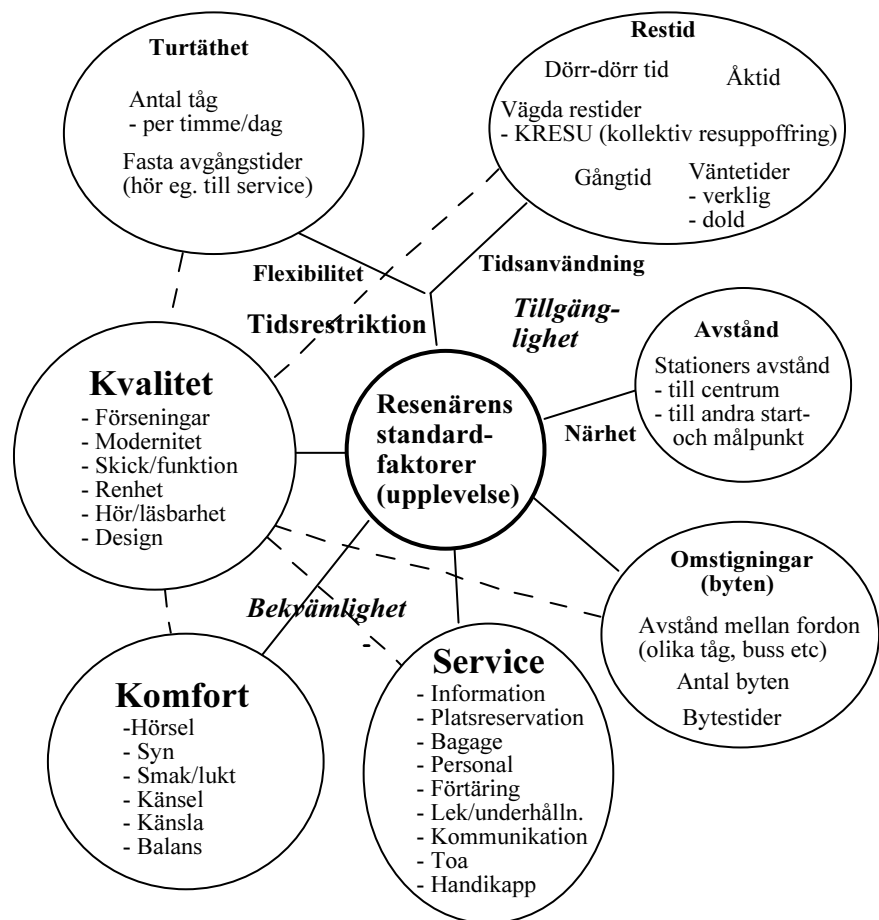 Turtäthet
Antal tåg
- per timme/dag
Fasta avgångstider
(hör eg. till service)
Restid
Dörr-dörr tid
Åktid
Vägda restider
- KRESU (kollektiv resuppoffring)
Gångtid
Väntetider
- verklig
- dold
Flexibilitet
Tidsanvändning
Tidsrestriktion
Tillgäng-
lighet
Kvalitet
- Förseningar
- Modernitet
- Skick/funktion
- Renhet
- Hör/läsbarhet
- Design
Resenärens
standard-
faktorer
(upplevelse)
Närhet
Avstånd
Stationers avstånd
- till centrum
- till andra start-
och målpunkt
Omstigningar
(byten)
Avstånd mellan fordon
(olika tåg, buss etc)
Antal byten
Bytestider
Bekvämlighet
-
Komfort
-Hörsel
- Syn
- Smak/lukt
- Känsel
- Känsla
- Balans
Service
- Information
- Platsreservation
- Bagage
- Personal
- Förtäring
- Lek/underhålln.
- Kommunikation
- Toa
- Handikapp